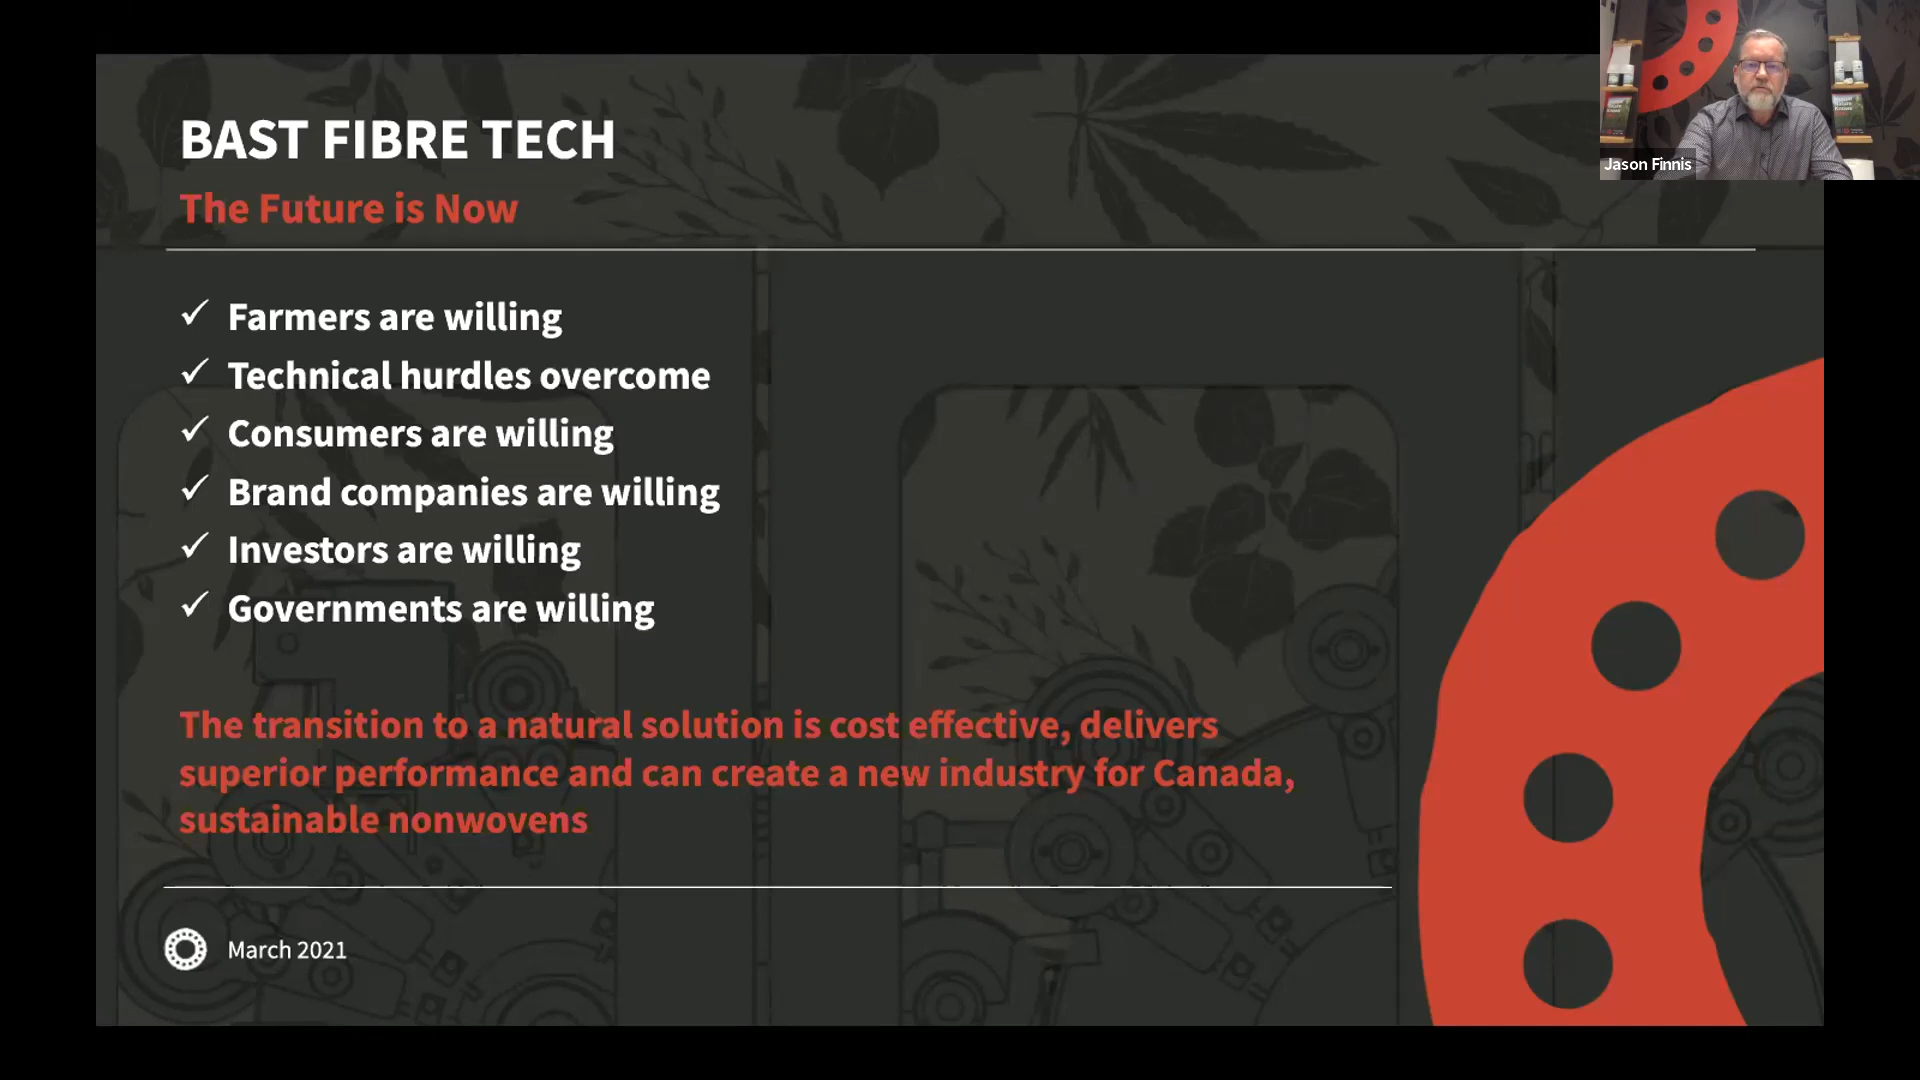 BAST FIBRE TECH
The Future is Now
✓ Farmers are willing
✓ Technical hurdles overcome
✓ Consumers are willing
✓ Brand companies are willing
✓ Investors are willing
✓ Governments are willing
The transition to a natural solution is cost effective, delivers
superior performance and can create a new industry for Canada,
sustainable nonwovens
March 2021
Jason Finnis